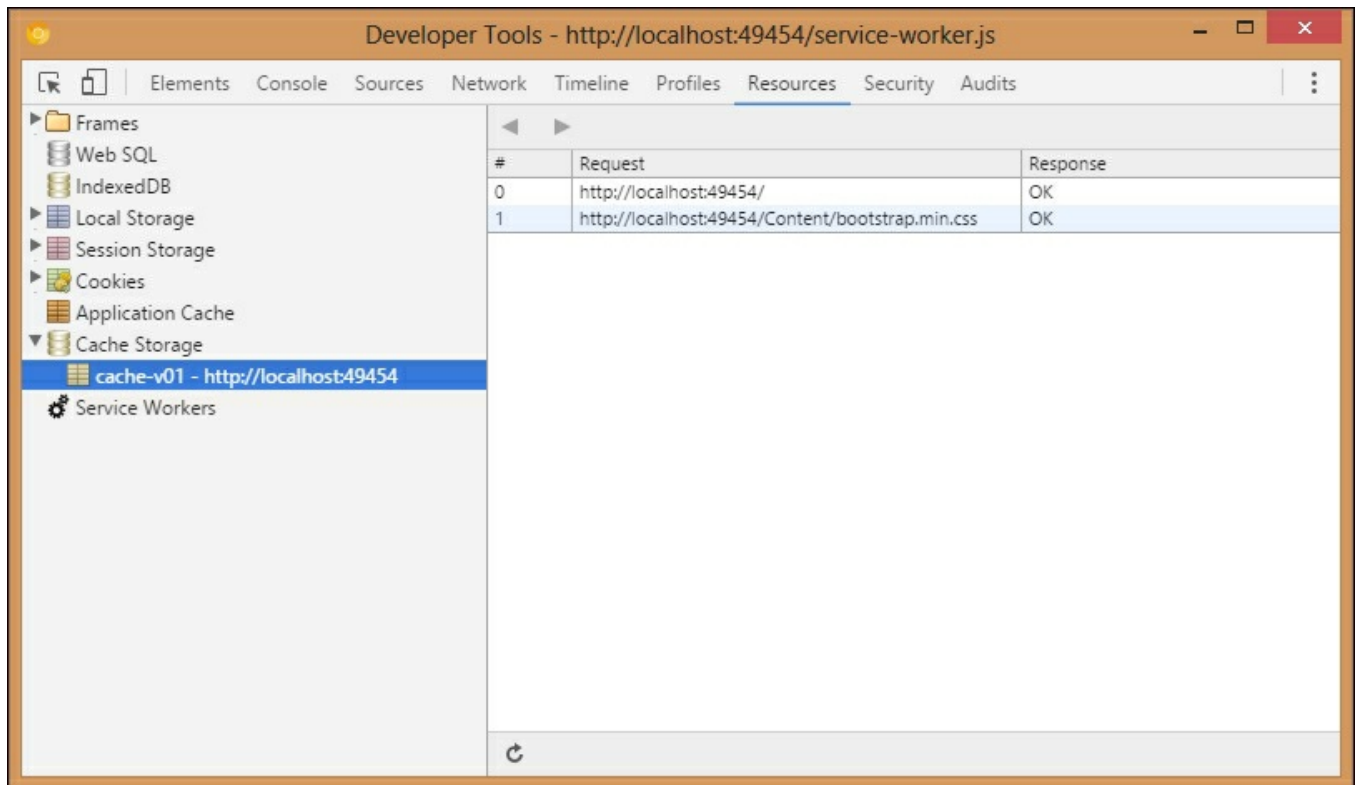 Developer Tools - http://localhost:49454/service-worker.js
Elements Console Sources Network Timeline Profiles Resources Security Audits
Frames
Web SQL
IndexedDB
Local Storage
Session Storage
Cookies
Application Cache
Cache Storage
cache-v01 - http://localhost:49454
Service Workers
# Request Response
0 http://localhost:49454/ OK
1 http://localhost:49454/Content/bootstrap.min.css OK